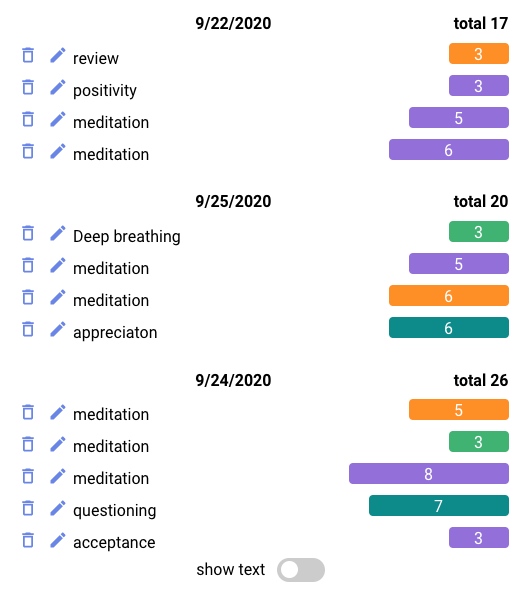 9/22/2020 total 17
review 3
positivity 3
meditation 5
meditation 6
9/25/2020 total 20
Deep breathing 3
meditation 5
meditation 6
appreciaton 6
9/24/2020 total 26
meditation 5
meditation 3
meditation 8
questioning 7
acceptance 3
show text